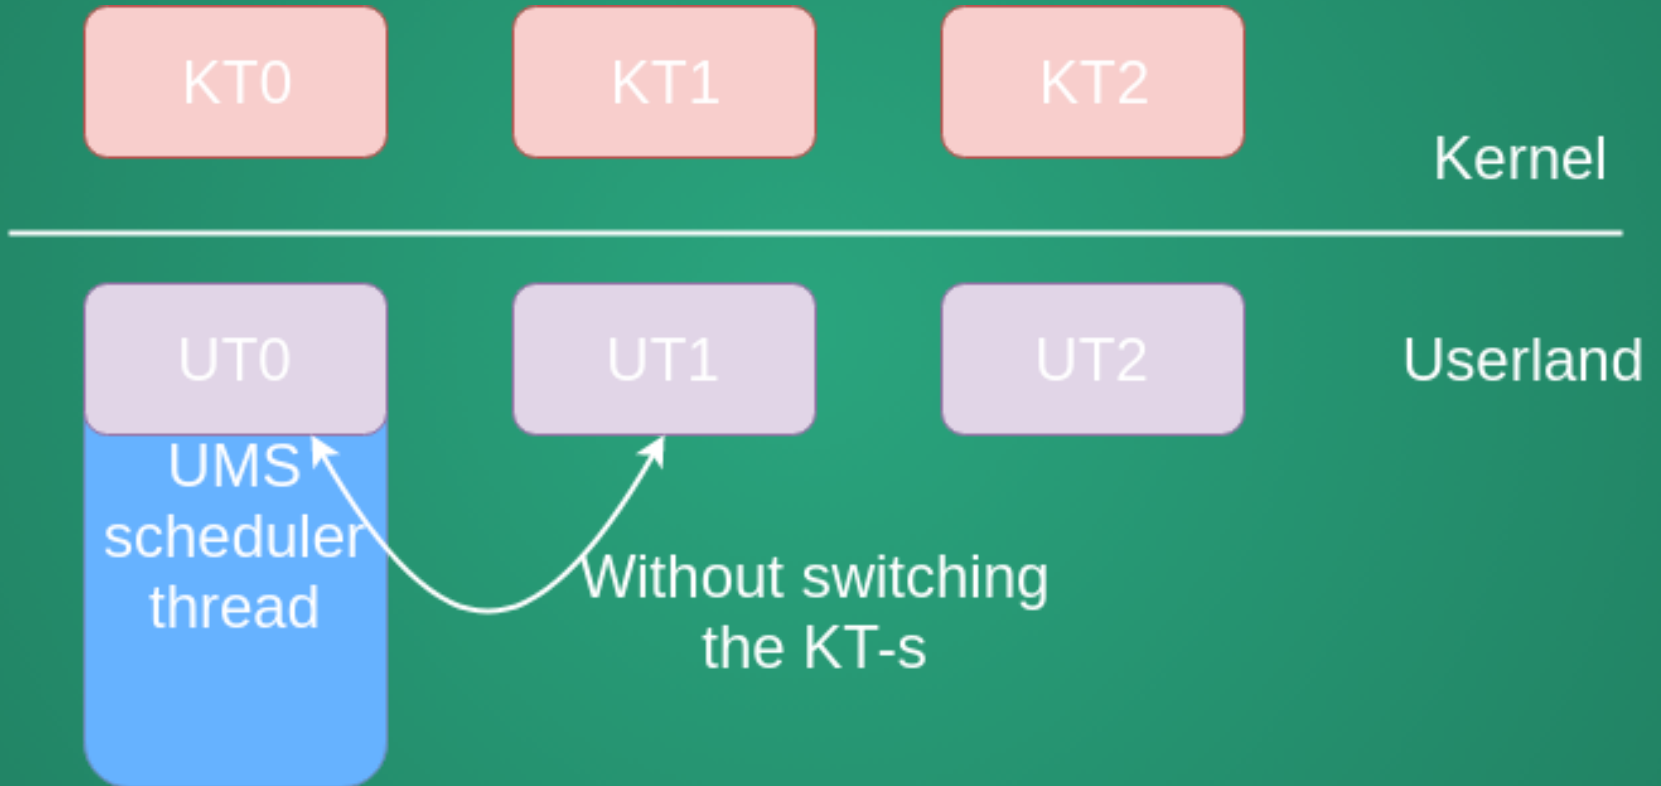 KT0
KT1
KT2
Kernel
UT0
UT1
UT2
Userland
UMS
scheduler
thread
Without switching
the KT-s